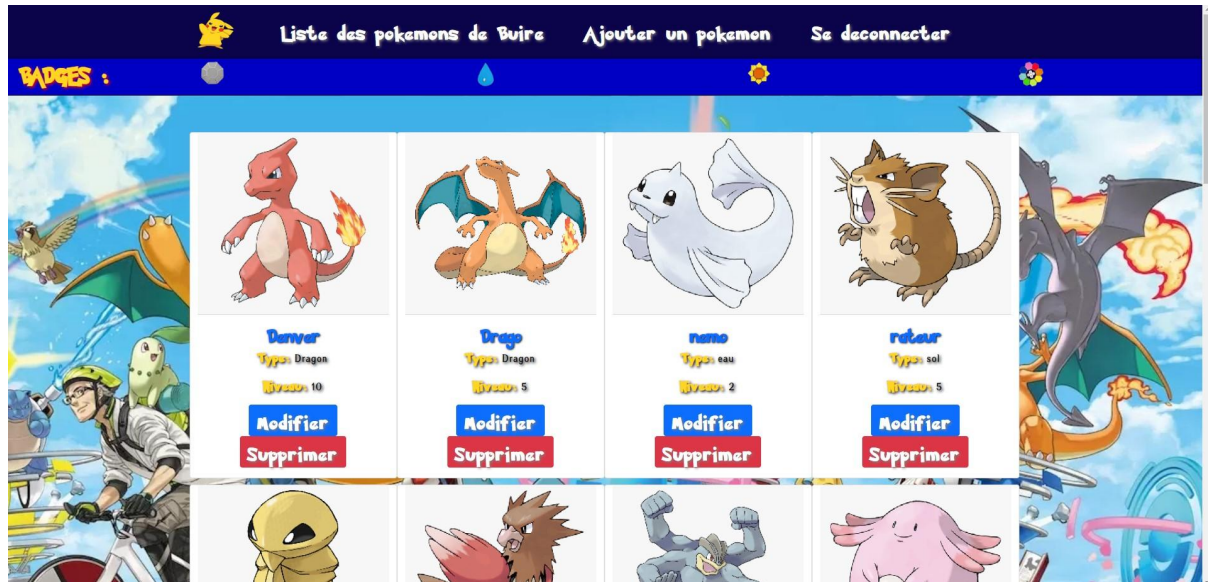 Liste des pokemons de Buire Ajouter un pokemon Se deconnecter
BADGES :
Denver Drago nemo rateur
Type: Dragon Type: Dragon Type: eau Type: sol
Niveau: 10 Niveau: 5 Niveau: 2 Niveau: 5
Modifier Modifier Modifier Modifier
Supprimer Supprimer Supprimer Supprimer